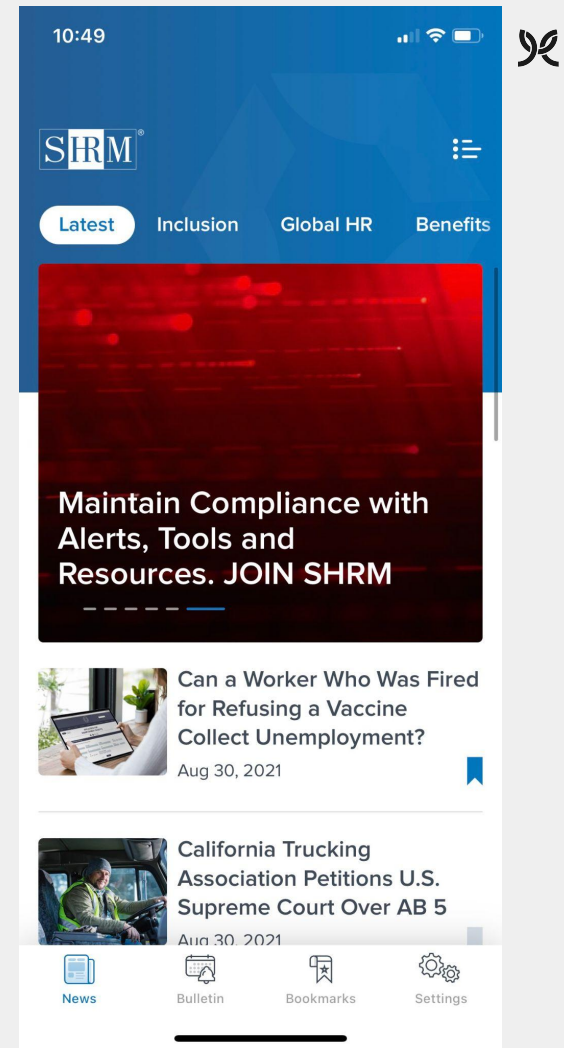 10:49
SHRM®
Latest Inclusion Global HR Benefits
Maintain Compliance with
Alerts, Tools and
Resources. JOIN SHRM
Can a Worker Who Was Fired
for Refusing a Vaccine
Collect Unemployment?
Aug 30, 2021
California Trucking
Association Petitions U.S.
Supreme Court Over AB 5
Aug 30, 2021
News Bulletin Bookmarks Settings